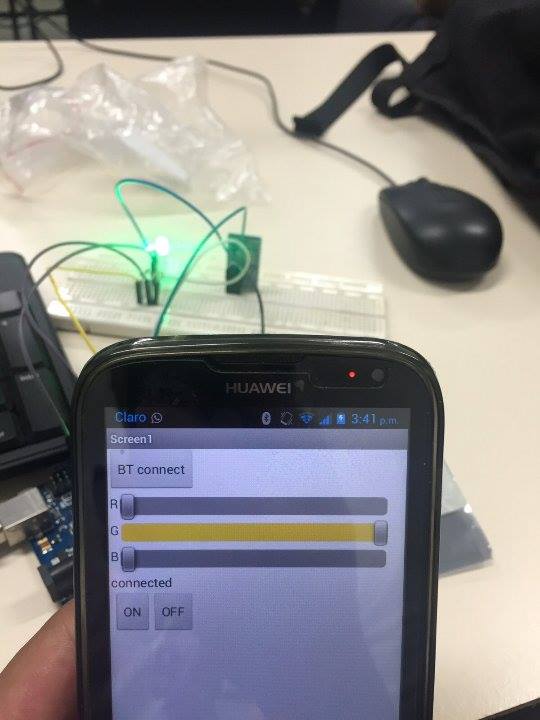 HUAWEI
Claro 3:41 p.m.
Screen1
BT connect
R
G
B
connected
ON OFF